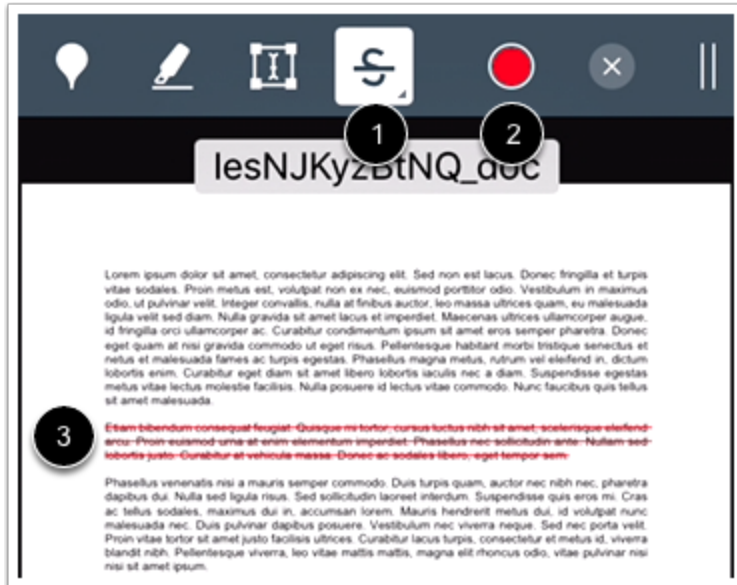 1
2
lesNJKyzBtNQ_doc
Lorem ipsum dolor sit amet, consectetur adipiscing elit. Sed non est lacus. Donec fringilla et turpis
vitae sodales. Proin metus est, volutpat non ex nec, euismod porttitor odio. Vestibulum in maximus
odio, ut pulvinar velit. Integer convallis, nulla at finibus auctor, leo massa ultrices quam, eu malesuada
ligula velit sed diam. Nulla gravida sit amet lacus et imperdiet. Maecenas ultrices ullamcorper augue,
id fringilla orci ullamcorper ac. Curabitur condimentum ipsum sit amet eros semper pharetra. Donec
eget quam at nisi gravida commodo ut eget risus. Pellentesque habitant morbi tristique senectus et
netus et malesuada fames ac turpis egestas. Phasellus magna metus, rutrum vel eleifend in, dictum
lobortis enim. Curabitur eget diam sit amet libero lobortis iaculis nec a diam. Suspendisse egestas
metus vitae lectus molestie facilisis. Nulla posuere id lectus vitae commodo. Nunc faucibus quis tellus
sit amet malesuada.
3
Etiam bibendum consequat feugiat. Quisque mi tortor, cursus luctus nibh sit amet, scelerisque eleifend
arcu. Proin euismod urna at enim elementum imperdiet. Phasellus nec sollicitudin ante. Nullam sed
lobortis justo. Curabitur at vehicula massa. Donec ac sodales libero, eget tempor sem.
Phasellus venenatis nisi a mauris semper commodo. Duis turpis quam, auctor nec nibh nec, pharetra
dapibus dui. Nulla sed ligula risus. Sed sollicitudin laoreet interdum. Suspendisse quis eros mi. Cras
ac tellus sodales, maximus dui in, accumsan lorem. Mauris hendrerit metus dui, id volutpat nunc
malesuada nec. Duis pulvinar dapibus posuere. Vestibulum nec viverra neque. Sed nec porta velit.
Proin vitae tortor sit amet justo facilisis ultrices. Curabitur lacus turpis, consectetur et metus id, viverra
blandit nibh. Pellentesque viverra, leo vitae mattis mattis, magna elit rhoncus odio, vitae pulvinar nisi
nisi sit amet ipsum.